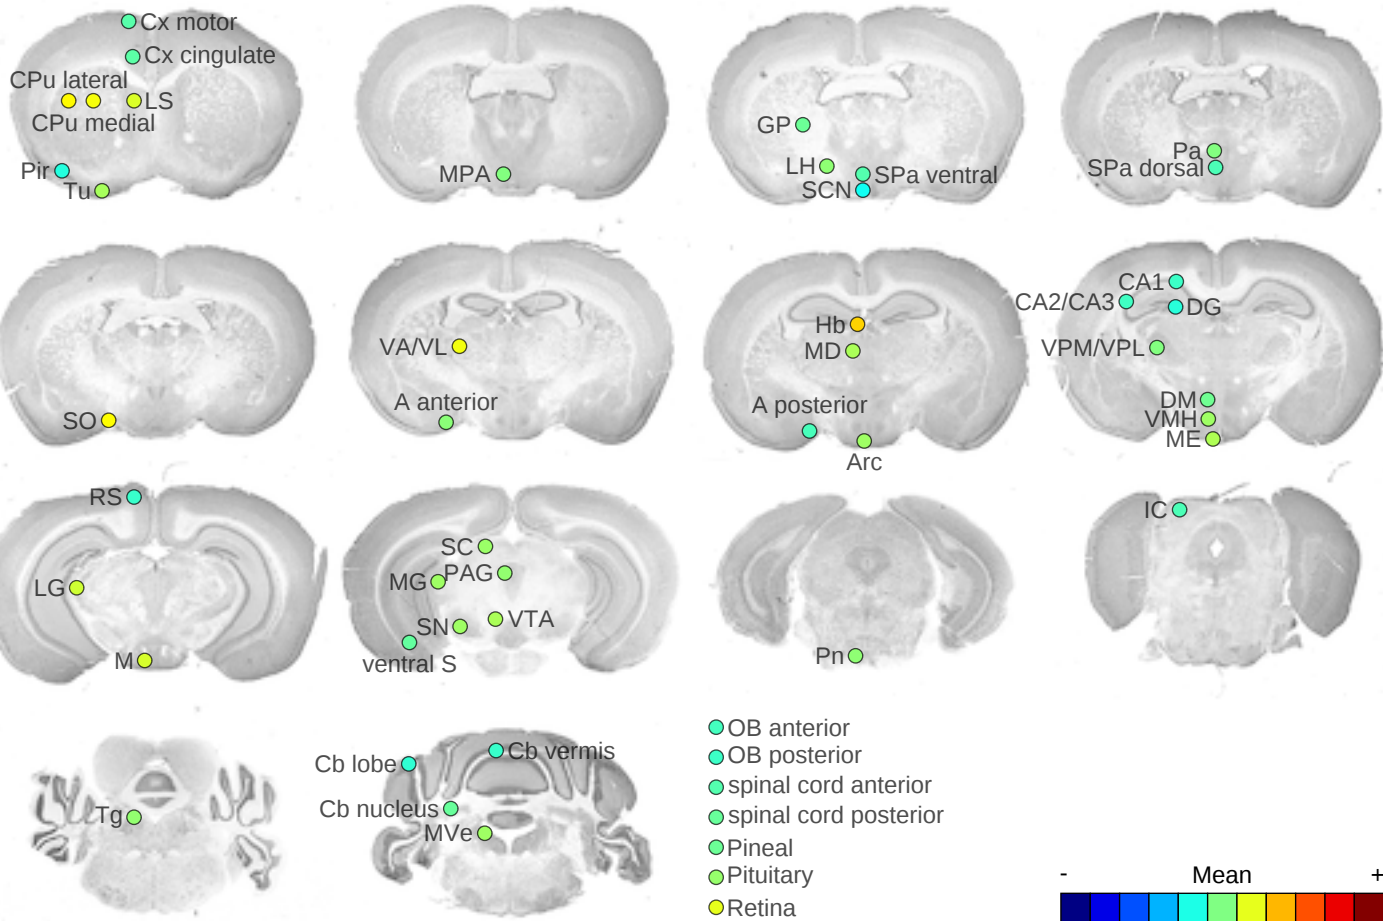 Cx motor
Cx cingulate
CPu lateral
LS
CPu medial
Pir
Tu
MPA
GP
LH
SPa ventral
SCN
Pa
SPa dorsal
SO
VA/VL
A anterior
Hb
MD
A posterior
Arc
CA1
CA2/CA3
DG
VPM/VPL
DM
VMH
ME
RS
LG
M
SC
MG
PAG
SN
VTA
ventral S
Pn
IC
Tg
Cb lobe
Cb vermis
Cb nucleus
MVe
OB anterior
OB posterior
spinal cord anterior
spinal cord posterior
Pineal
Pituitary
Retina
- Mean +